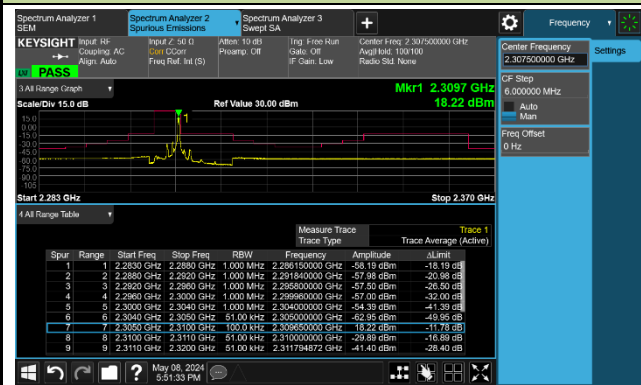 Spectrum Analyzer 1
SEM
Spectrum Analyzer 2
Spurious Emissions
Spectrum Analyzer 3
Swept SA
Frequency
KEYSIGHT Input: RF
Coupling: AC
Align: Auto
Input Z: 50 Ω
Corr CCorr
Freq Ref: Int (S)
Atten: 10 dB
Preamp: Off
Trig: Free Run
Gate: Off
IF Gain: Low
Center Freq: 2.307500000 GHz
Avg|Hold: 100/100
Radio Std: None
LM PASS
Center Frequency
2.307500000 GHz
Settings
CF Step
6.000000 MHz
Auto
Man
Freq Offset
0 Hz
3 All Range Graph
Mkr1 2.3097 GHz
Scale/Div 15.0 dB
Ref Value 30.00 dBm
18.22 dBm
15.0
0.00
-15.0
-30.0
-45.0
-60.0
-75.0
-90.0
-105
1
Start 2.283 GHz
Stop 2.370 GHz
4 All Range Table
Measure Trace Trace 1
Trace Type Trace Average (Active)
Spur Range Start Freq Stop Freq RBW Frequency Amplitude ΔLimit
1 1 2.2830 GHz 2.2880 GHz 1.000 MHz 2.286150000 GHz -58.19 dBm -18.19 dB
2 2 2.2880 GHz 2.2920 GHz 1.000 MHz 2.291840000 GHz -57.98 dBm -20.98 dB
3 3 2.2920 GHz 2.2960 GHz 1.000 MHz 2.295800000 GHz -57.50 dBm -26.50 dB
4 4 2.2960 GHz 2.3000 GHz 1.000 MHz 2.299960000 GHz -57.00 dBm -32.00 dB
5 5 2.3000 GHz 2.3040 GHz 1.000 MHz 2.304000000 GHz -54.39 dBm -41.39 dB
6 6 2.3040 GHz 2.3050 GHz 51.00 kHz 2.305000000 GHz -62.95 dBm -49.95 dB
7 7 2.3050 GHz 2.3100 GHz 100.0 kHz 2.309650000 GHz 18.22 dBm -11.78 dB
8 8 2.3100 GHz 2.3110 GHz 51.00 kHz 2.310000000 GHz -29.89 dBm -16.89 dB
9 9 2.3110 GHz 2.3200 GHz 51.00 kHz 2.311794872 GHz -41.40 dBm -28.40 dB
May 08, 2024
5:51:33 PM